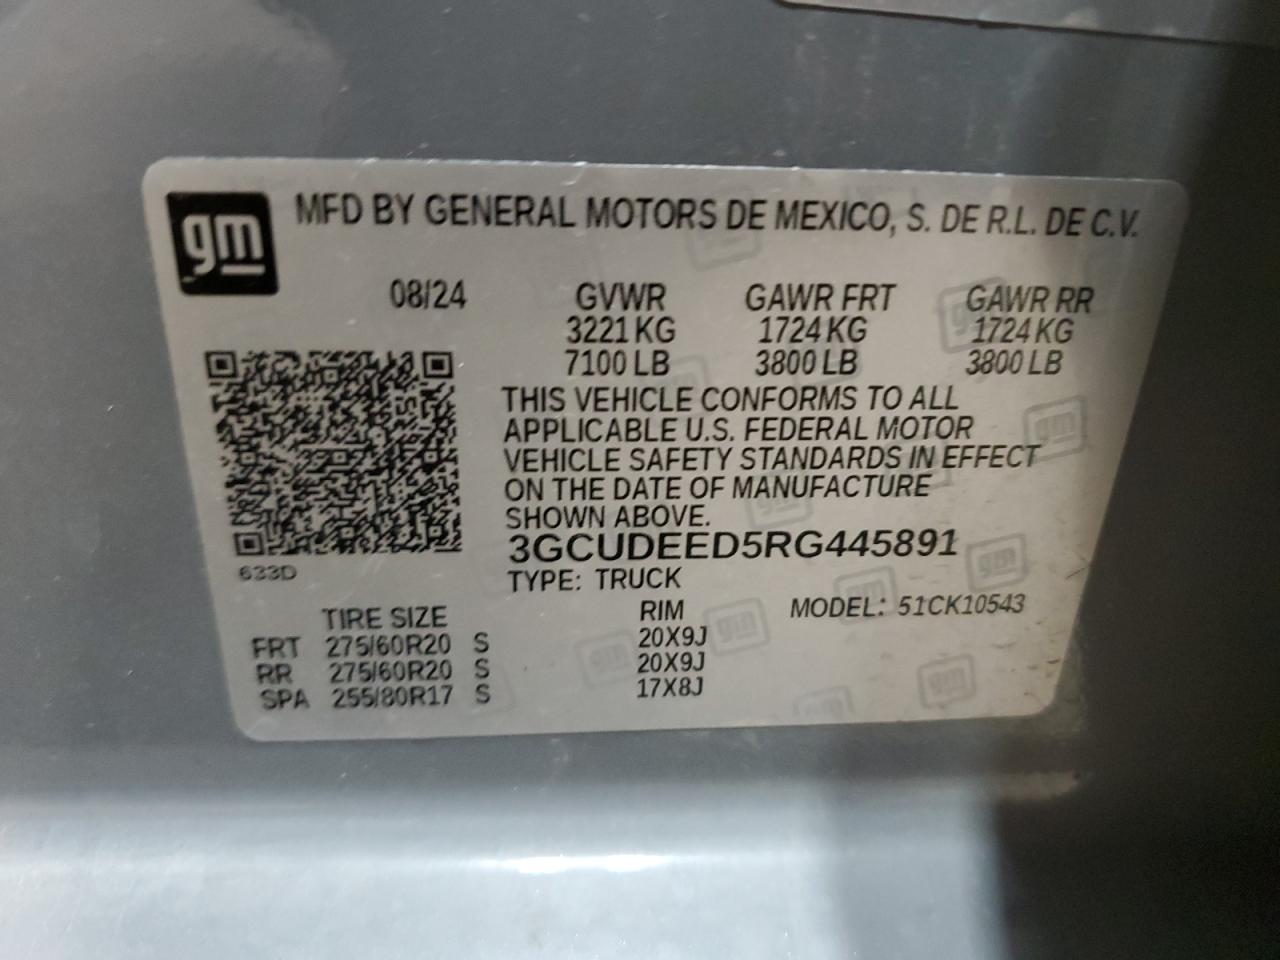 gm MFD BY GENERAL MOTORS DE MEXICO, S. DE R.L. DE C.V.
08/24 GVWR GAWR FRT GAWR RR
3221 KG 1724 KG 1724 KG
7100 LB 3800 LB 3800 LB
THIS VEHICLE CONFORMS TO ALL
APPLICABLE U.S. FEDERAL MOTOR
VEHICLE SAFETY STANDARDS IN EFFECT
ON THE DATE OF MANUFACTURE
SHOWN ABOVE.
3GCUDEED5RG445891
633D
TYPE: TRUCK
TIRE SIZE RIM MODEL: 51CK10543
FRT 275/60R20 S 20X9J
RR 275/60R20 S 20X9J
SPA 255/80R17 S 17X8J